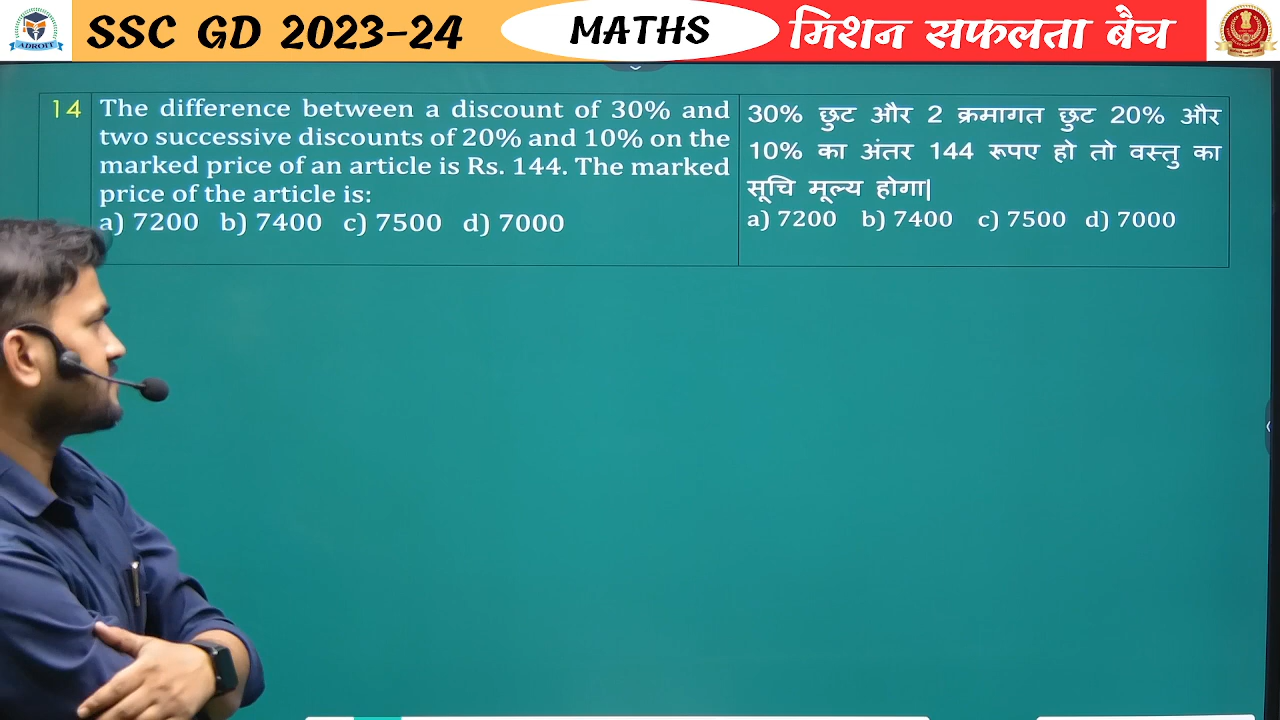 ADROIT
SSC GD 2023-24
MATHS
मिशन सफलता बैच
14
The difference between a discount of 30% and
two successive discounts of 20% and 10% on the
marked price of an article is Rs. 144. The marked
price of the article is:
a) 7200 b) 7400 c) 7500 d) 7000
30% छुट और 2 क्रमागत छुट 20% और
10% का अंतर 144 रूपए हो तो वस्तु का
सूचि मूल्य होगा|
a) 7200 b) 7400 c) 7500 d) 7000